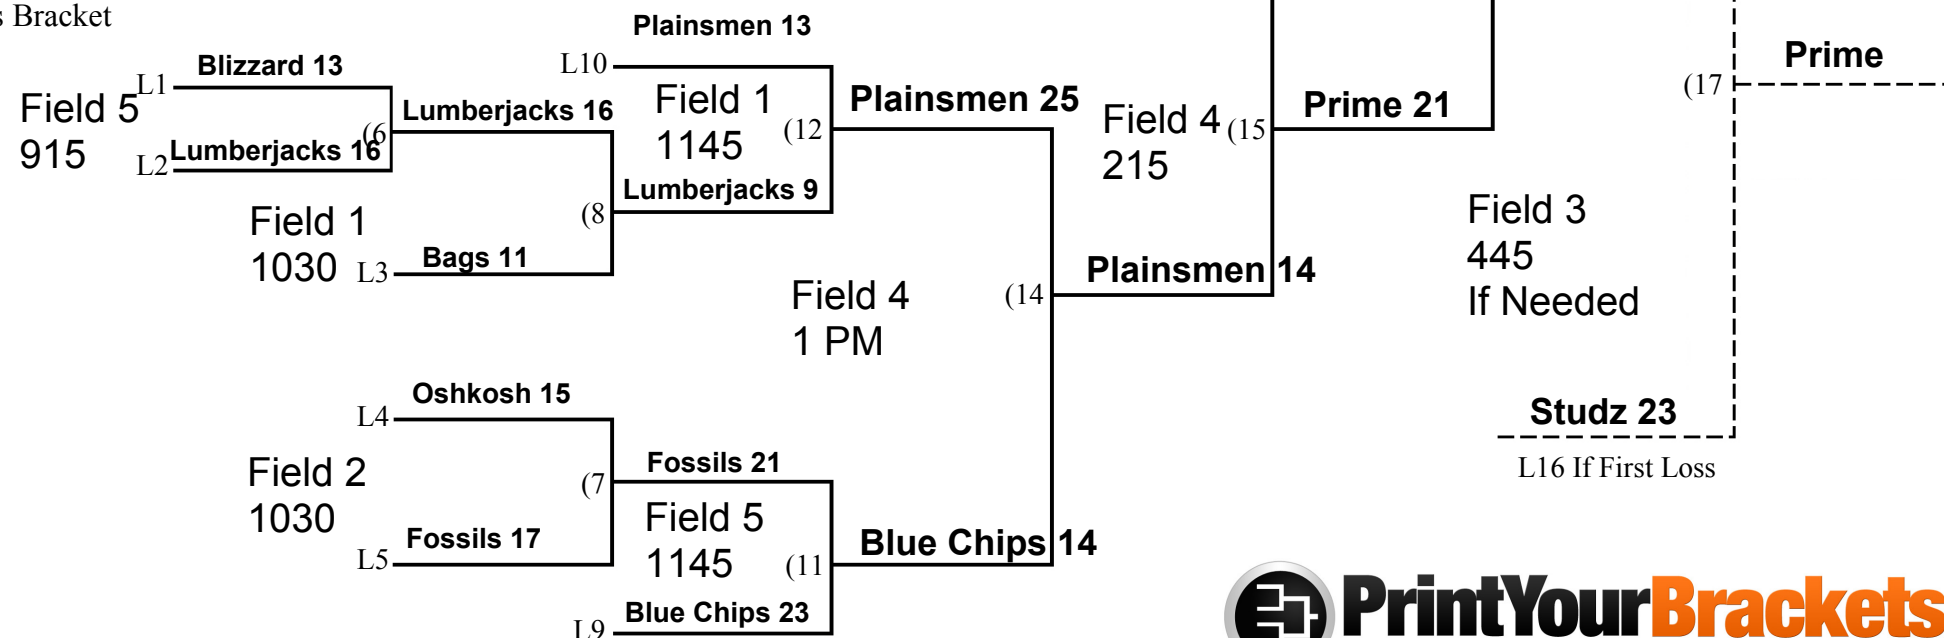 s Bracket
Plainsmen 13
Prime
Blizzard 13
L10
L1
(17
Field 5
Field 1
Plainsmen 25
Prime 21
Lumberjacks 16
Field 4
(15
(6
1145
(12
915
Lumberjacks 16
L2
215
Lumberjacks 9
Field 1
(8
Field 3
1030
L3
Bags 11
445
Plainsmen 14
Field 4
(14
If Needed
1 PM
Oshkosh 15
L4
Studz 23
Field 2
Fossils 21
L16 If First Loss
(7
1030
Field 5
Fossils 17
Blue Chips 14
L5
1145
(11
Blue Chips 23
L9
PrintYourBrackets